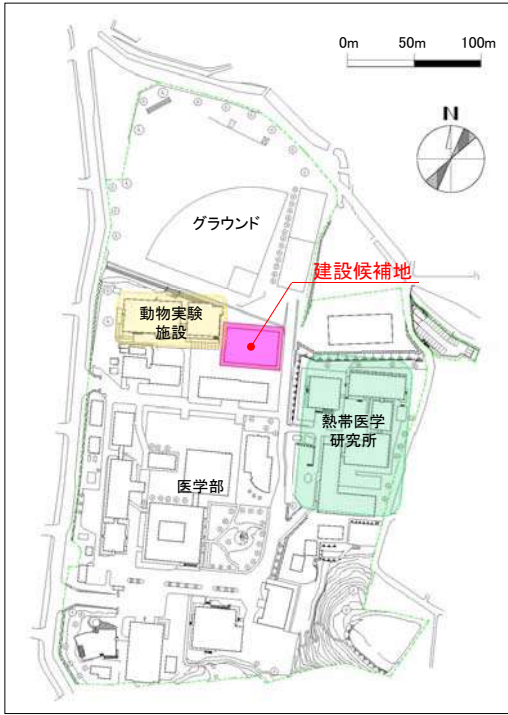 0m 50m 100m
N
グラウンド
建設候補地
動物実験
施設
熱帯医学
研究所
医学部